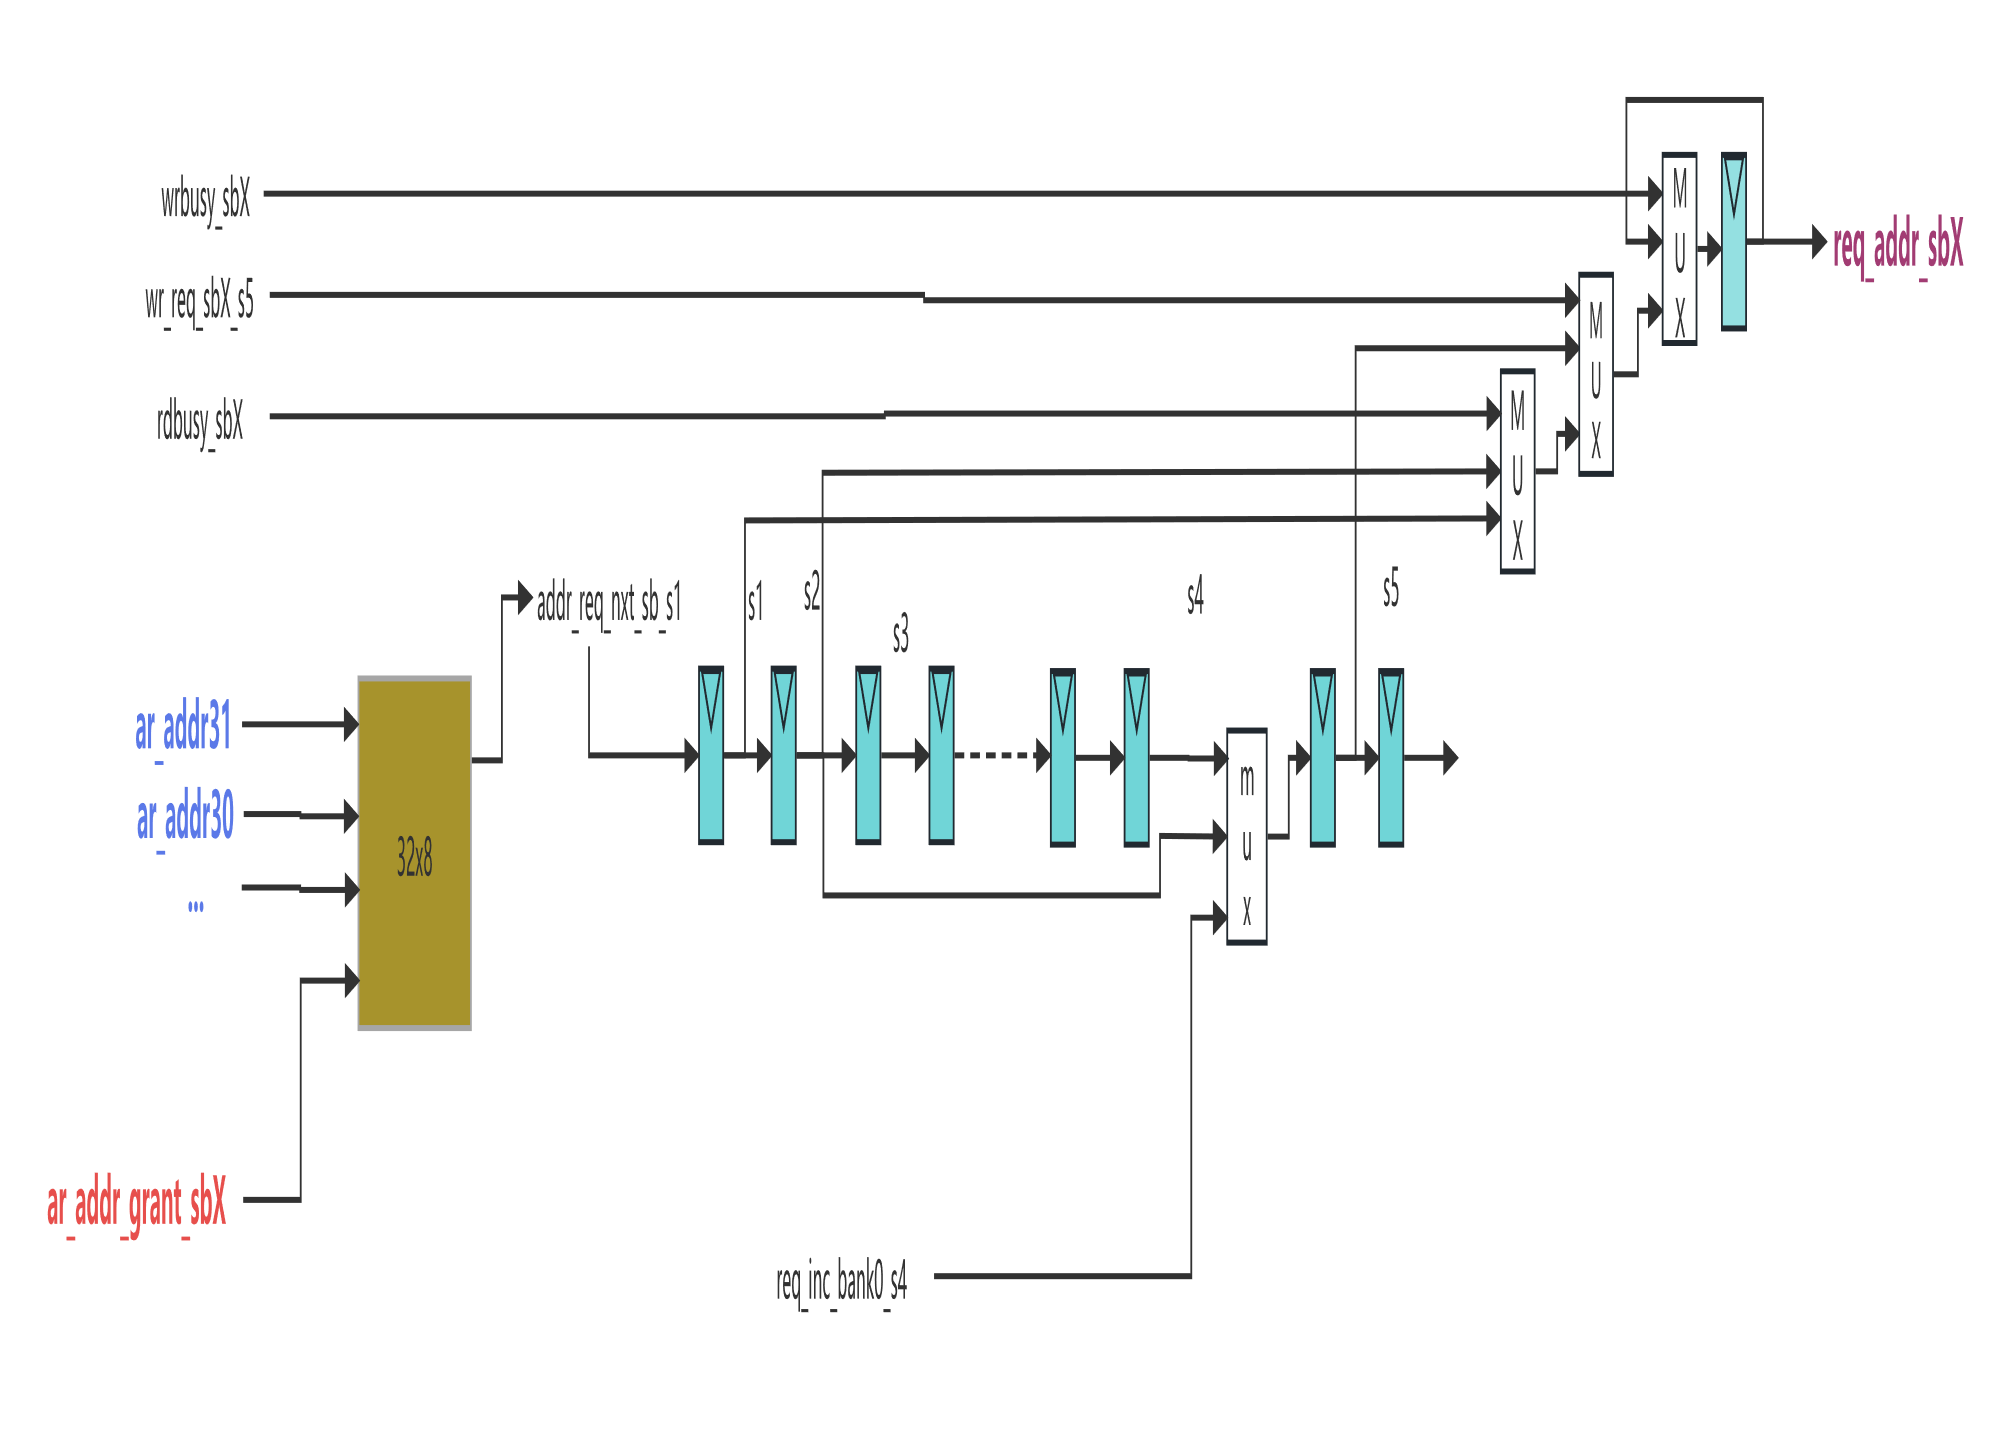 wrbusy_sbX
req_addr_sbX
wr_req_sbX_s5
rdbusy_sbX
M
U
X
M
U
X
M
U
X
addr_req_nxt_sb_s1
s1
s2
s3
s4
s5
ar_addr31
ar_addr30
...
32x8
m
u
x
ar_addr_grant_sbX
req_inc_bank0_s4